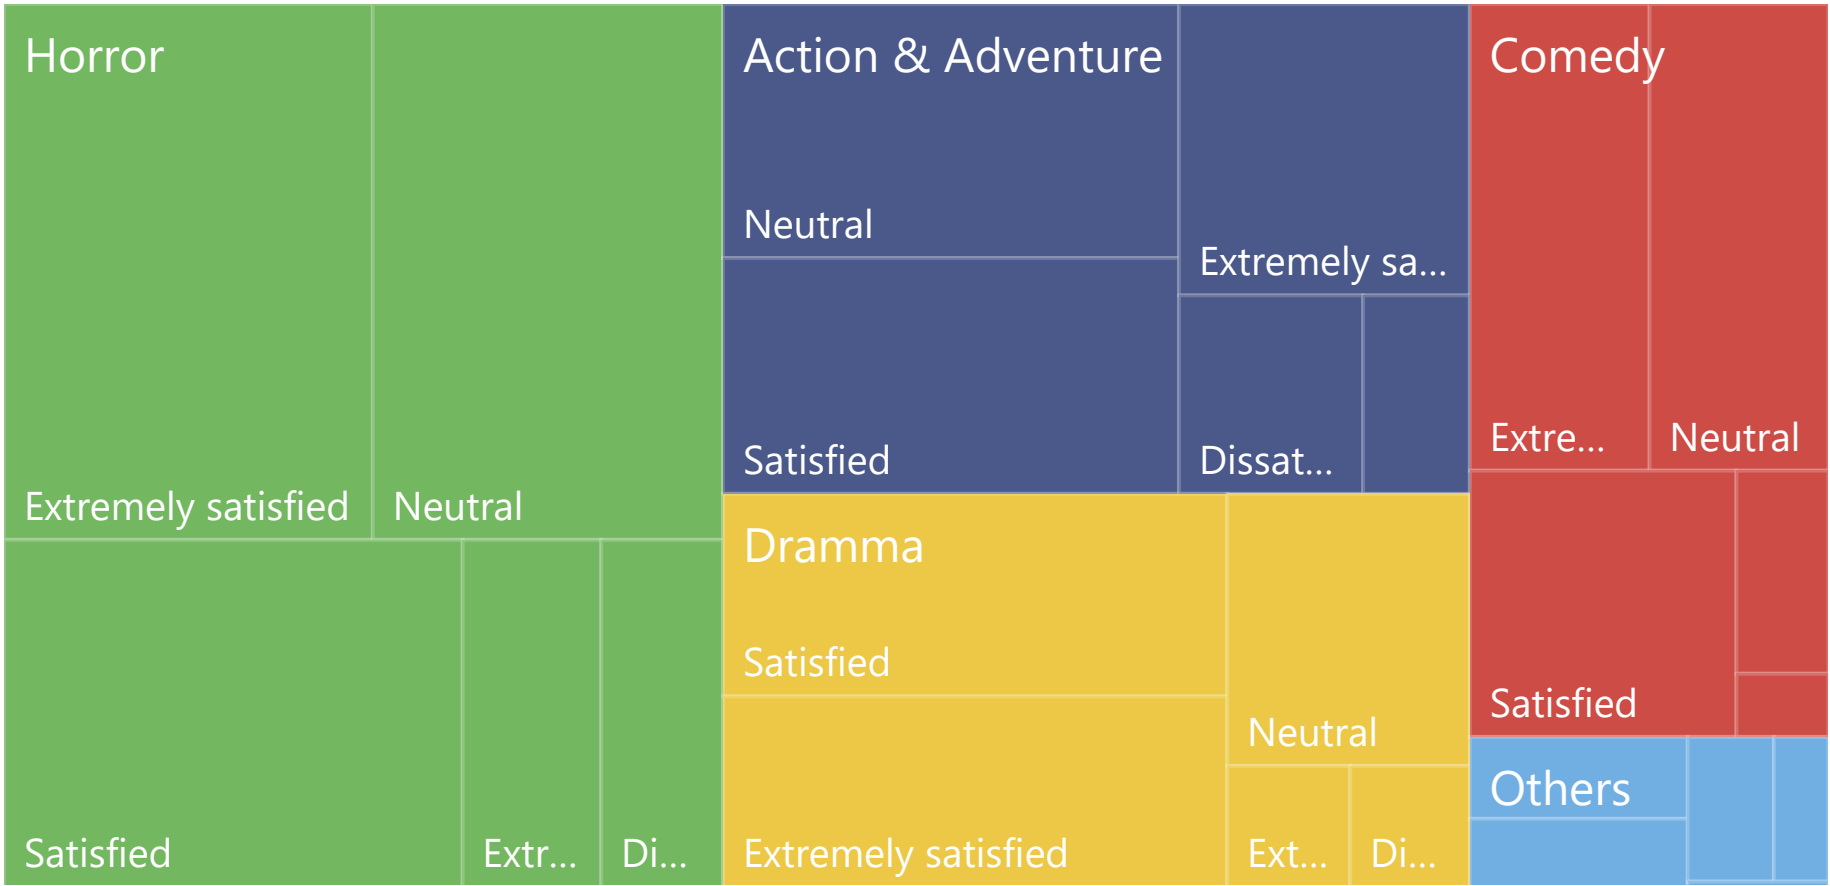 Horror
Extremely satisfied
Neutral
Satisfied
Extr...
Di...
Action & Adventure
Neutral
Extremely sa...
Satisfied
Dissat...
Dramma
Satisfied
Neutral
Extremely satisfied
Ext...
Di...
Comedy
Extre...
Neutral
Satisfied
Others